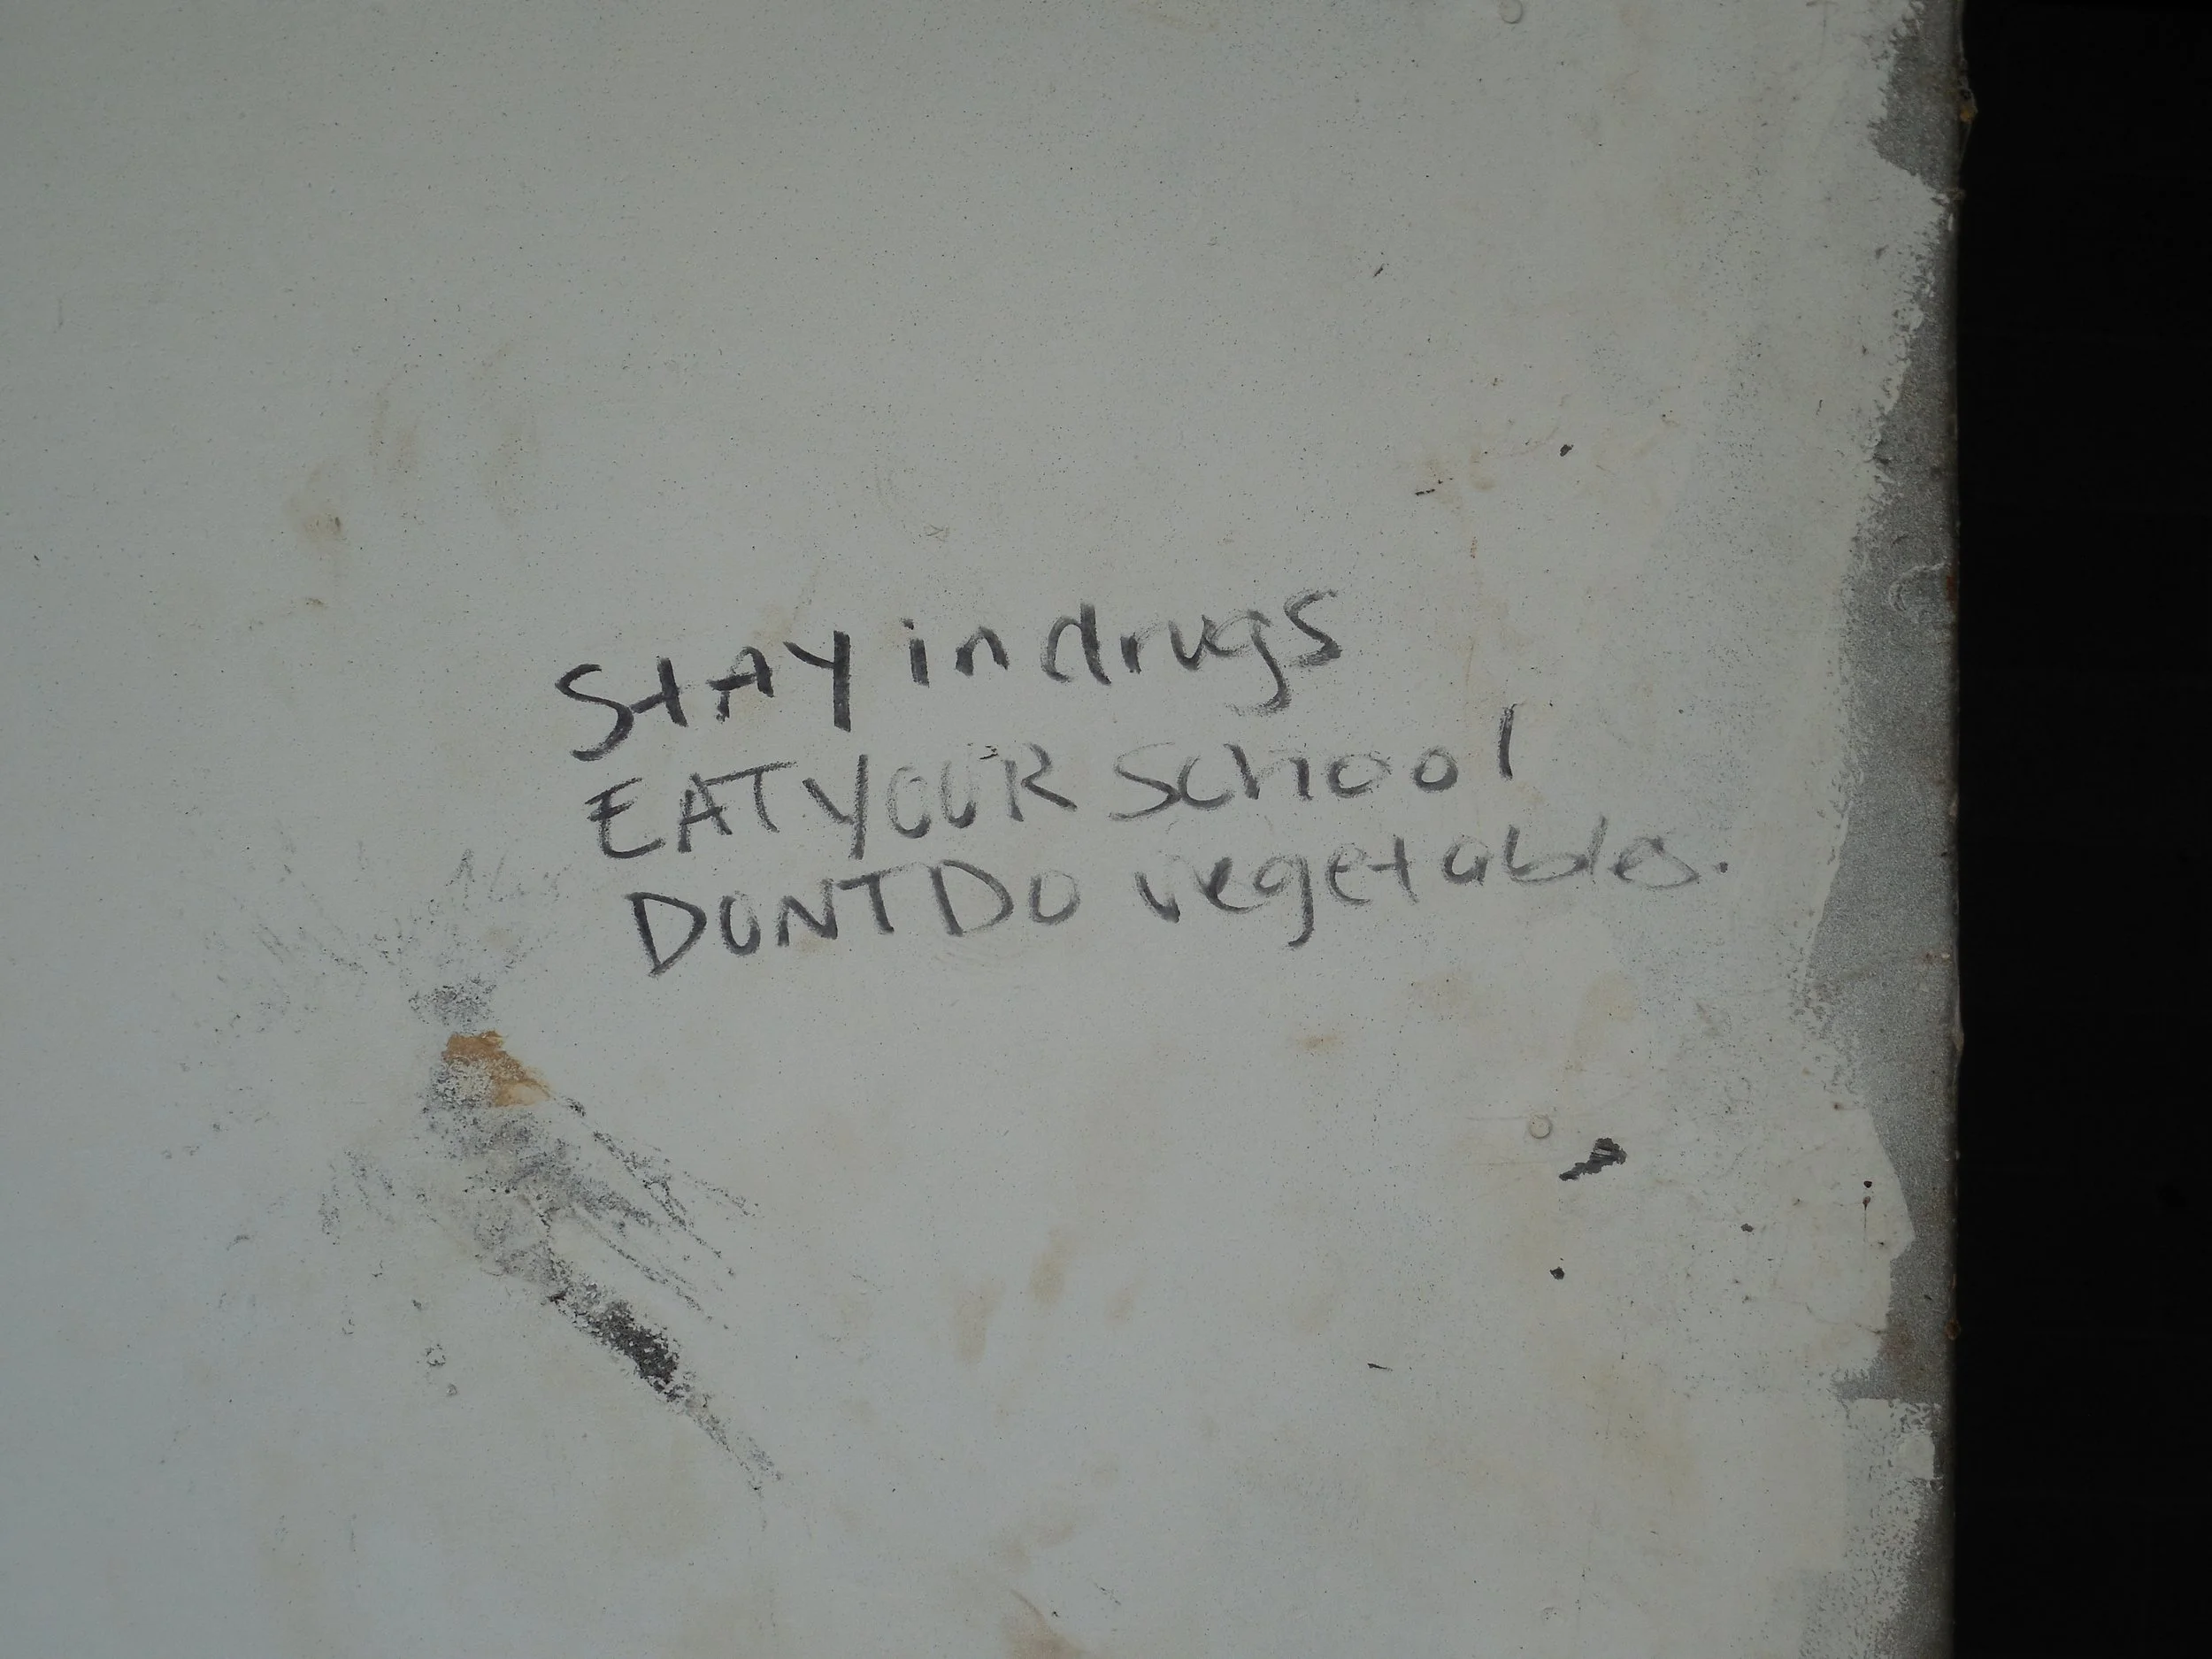 StAy in drugs
EAT YOUR School
DONT DO vegetables.